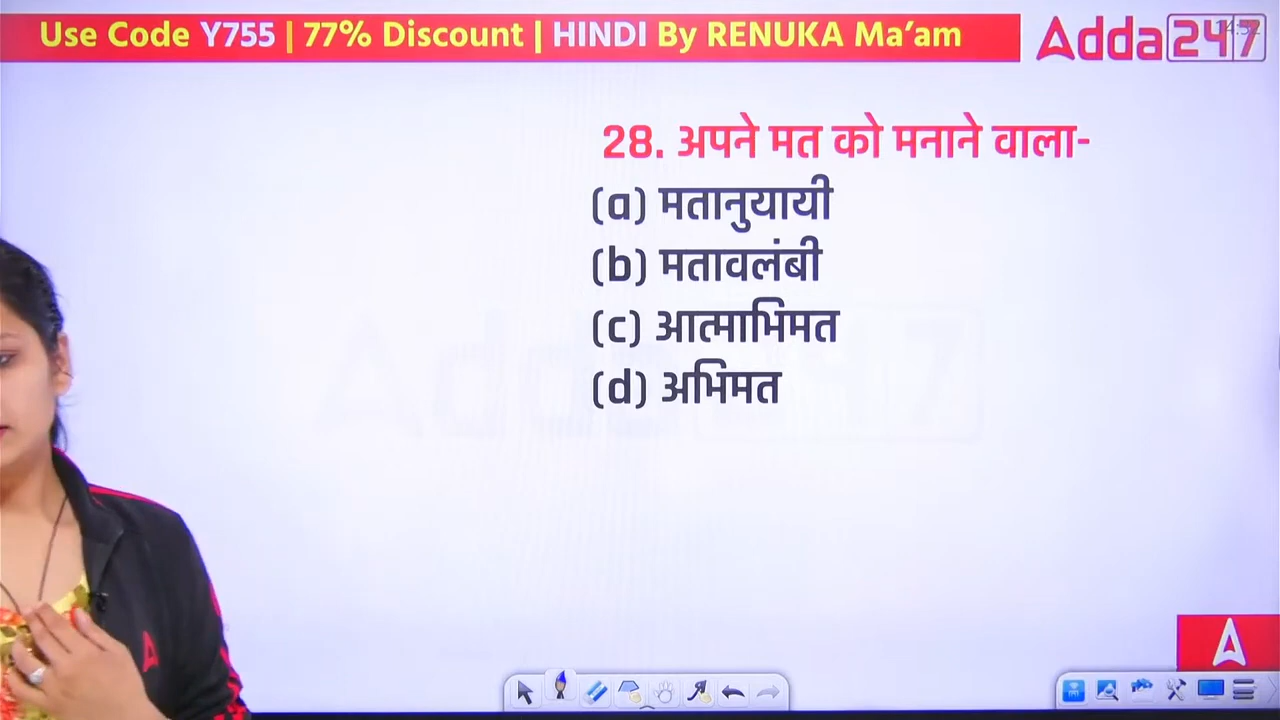 Use Code Y755 | 77% Discount | HINDI By RENUKA Ma’am
Adda247
28. अपने मत को मनाने वाला-
(a) मतानुयायी
(b) मतावलंबी
(c) आत्माभिमत
(d) अभिमत